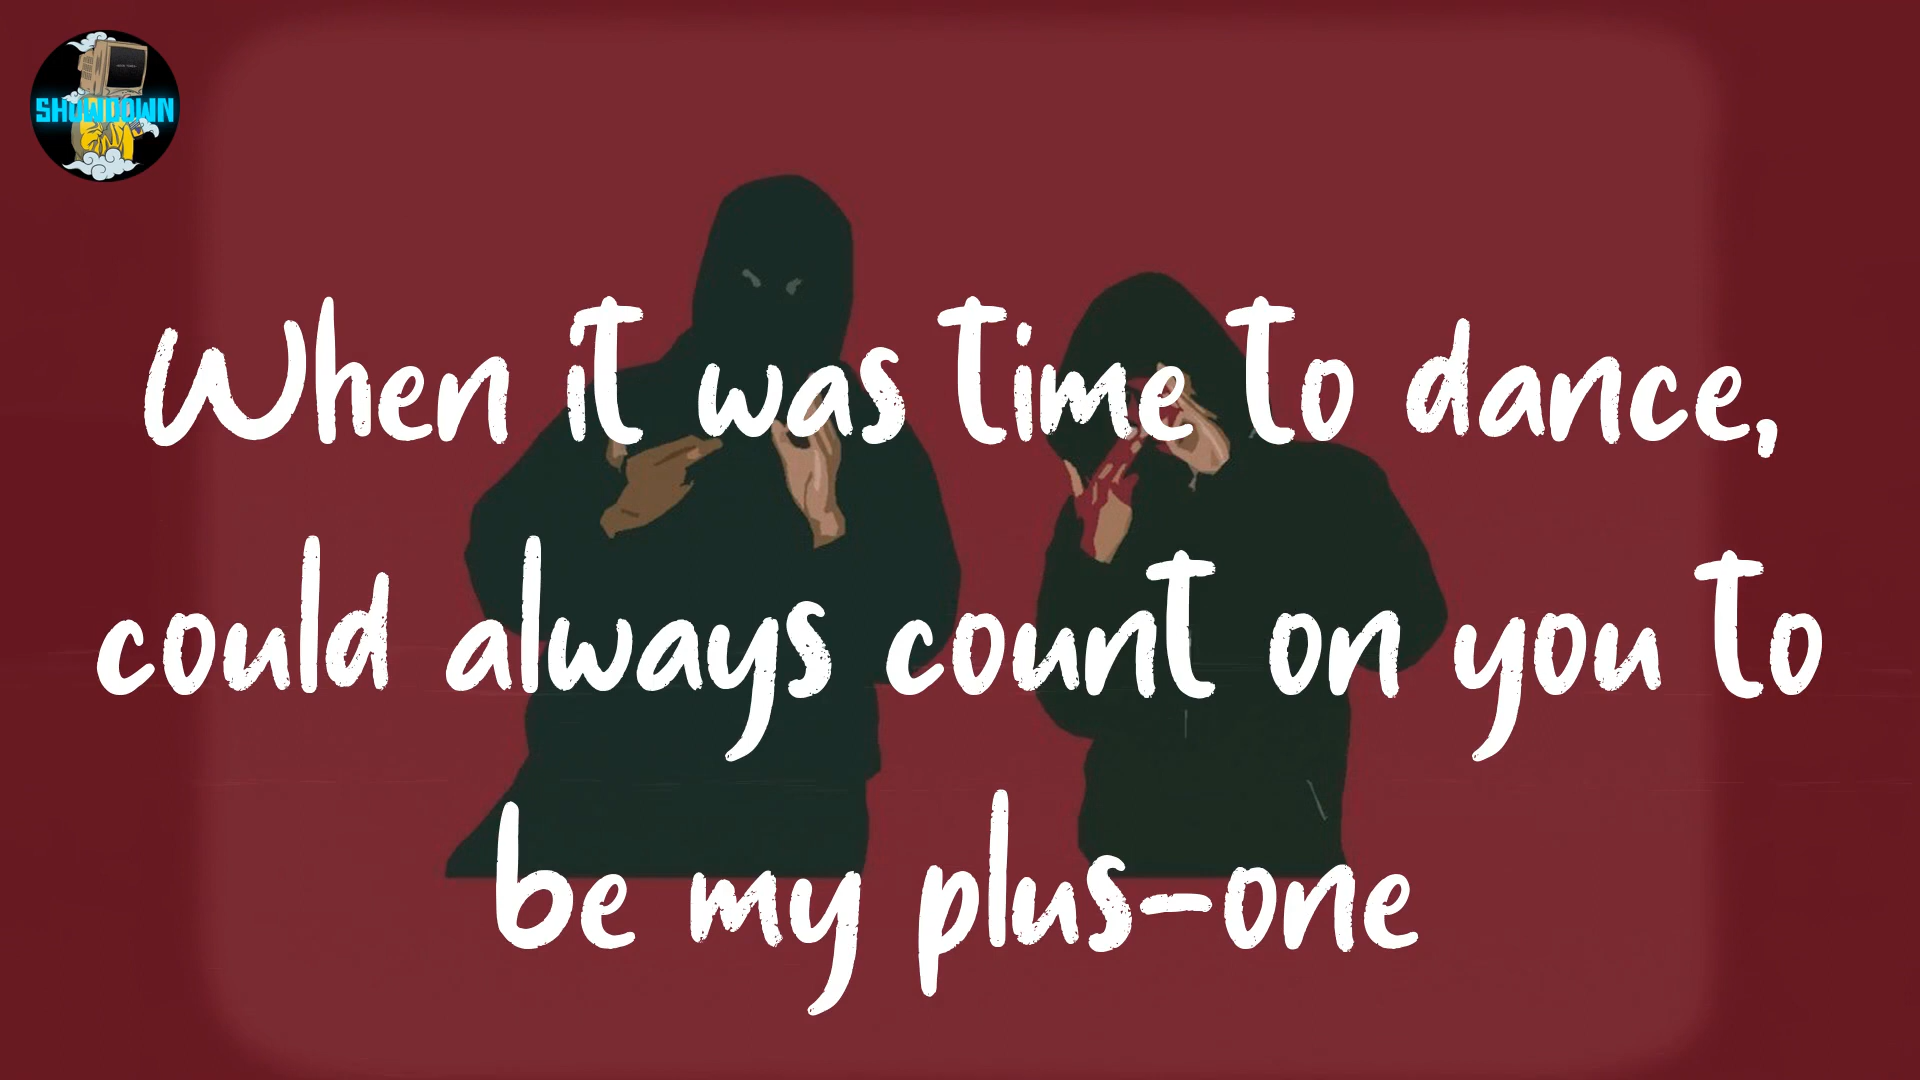 SHOWDOWN
When it was time to dance,
could always count on you to
be my plus-one